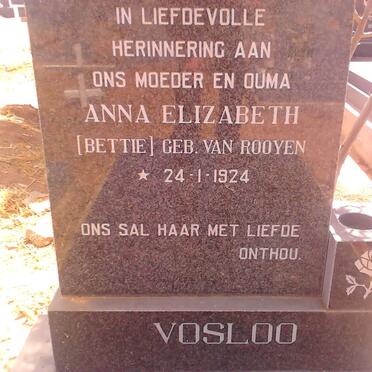 IN LIEFDEVOLLE
HERINNERING AAN
ONS MOEDER EN OUMA
ANNA ELIZABETH
[BETTIE] GEB. VAN ROOYEN
★ 24-1-1924
ONS SAL HAAR MET LIEFDE
ONTHOU.
VOSLOO